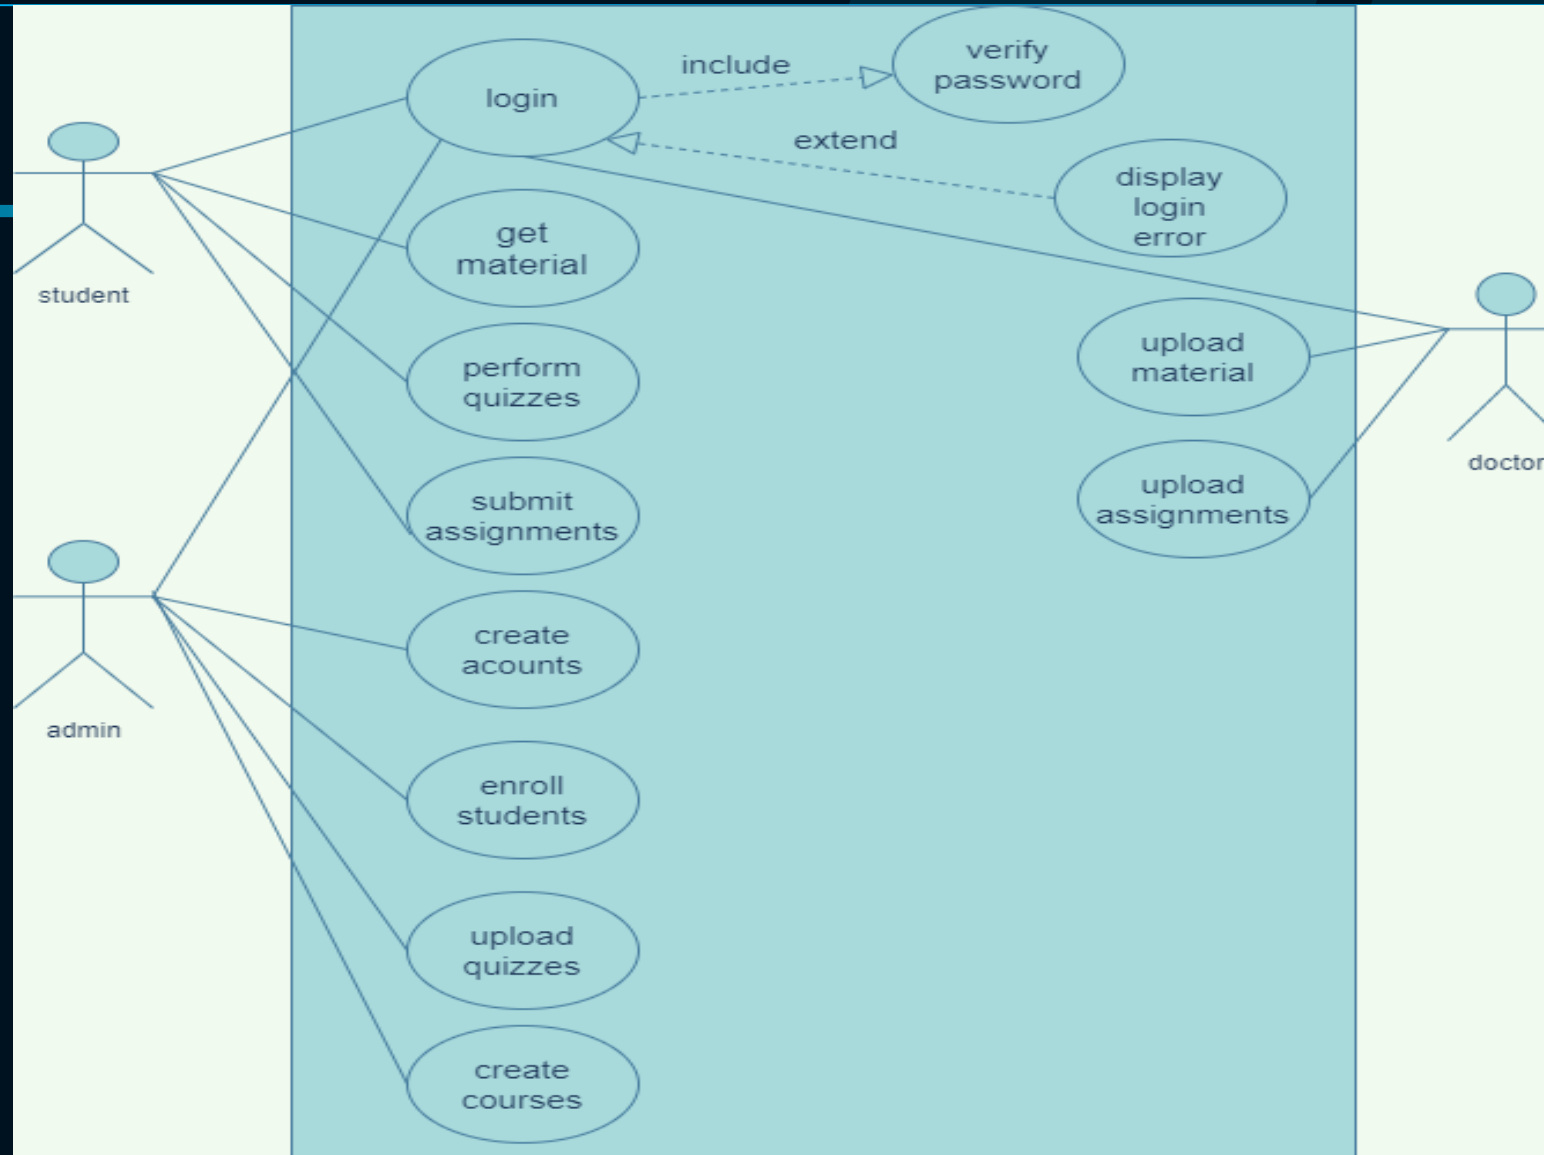 verify
password
include
login
extend
display
login
error
student
get
material
upload
material
perform
quizzes
doctor
upload
assignments
submit
assignments
create
acounts
admin
enroll
students
upload
quizzes
create
courses